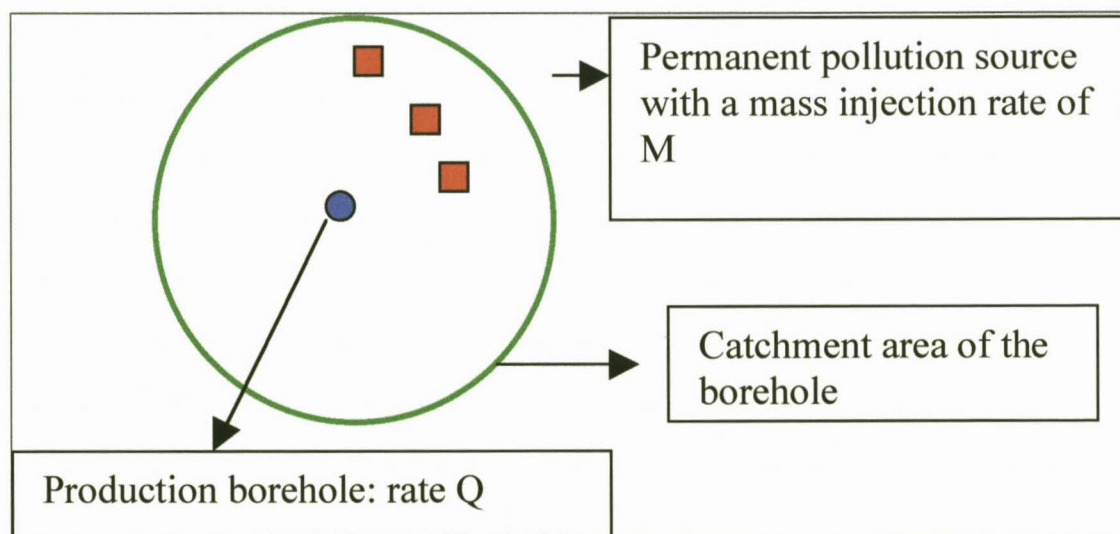 Permanent pollution source
with a mass injection rate of
M
Catchment area of the
borehole
Production borehole: rate Q